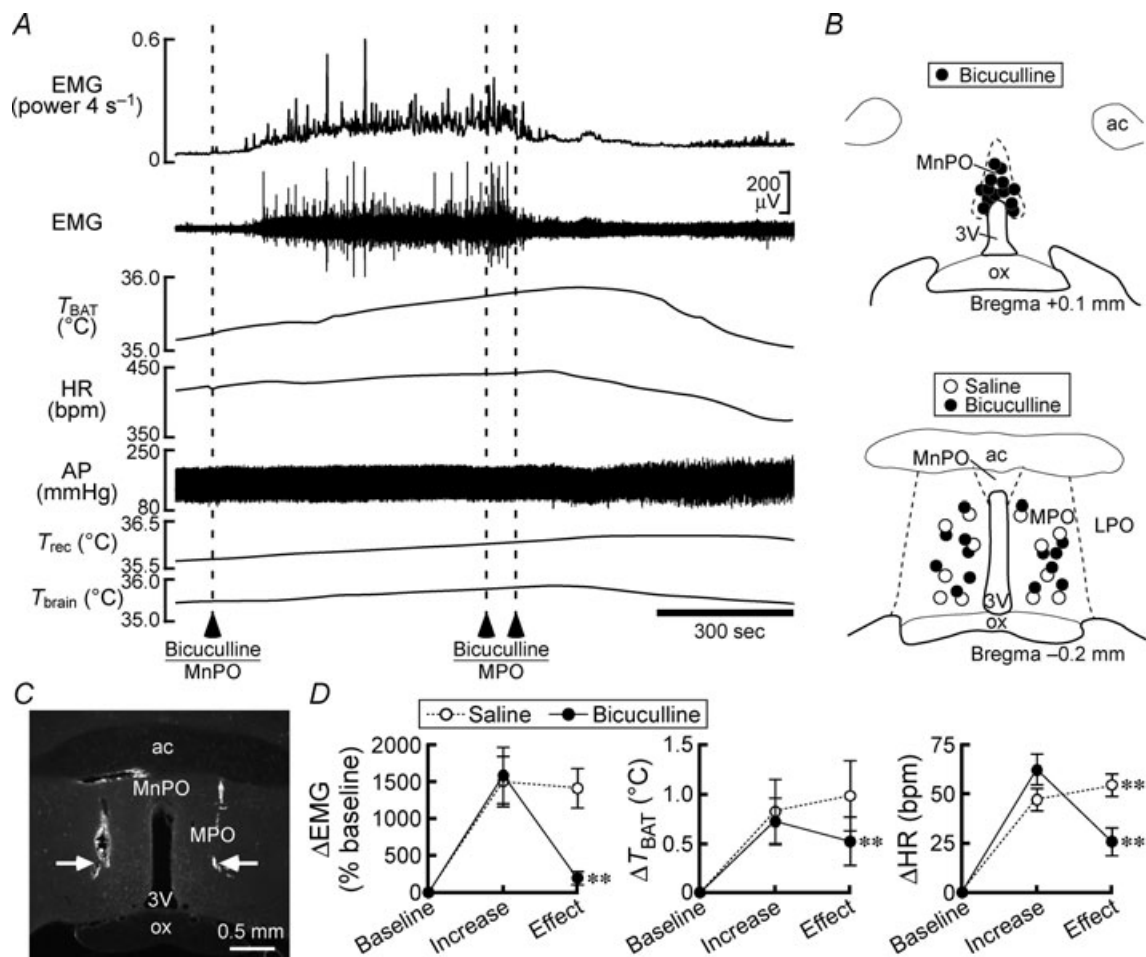 A
0.6
EMG
(power 4 s⁻¹)
0
EMG
200
μV
36.0
T_BAT
(°C)
35.0
450
HR
(bpm)
350
250
AP
(mmHg)
80
36.5
T_rec (°C)
35.5
36.0
T_brain (°C)
35.0
300 sec
Bicuculline
MnPO
Bicuculline
MPO
B
Bicuculline
ac
MnPO
3V
ox
Bregma +0.1 mm
Saline
Bicuculline
ac
MnPO
MPO
LPO
3V
ox
Bregma –0.2 mm
C
ac
MnPO
MPO
3V
ox
0.5 mm
D
Saline
Bicuculline
ΔEMG
(% baseline)
2000
1500
1000
500
0
**
Baseline
Increase
Effect
ΔT_BAT (°C)
1.5
1.0
0.5
0.0
**
Baseline
Increase
Effect
ΔHR (bpm)
75
50
25
0
**
**
Baseline
Increase
Effect